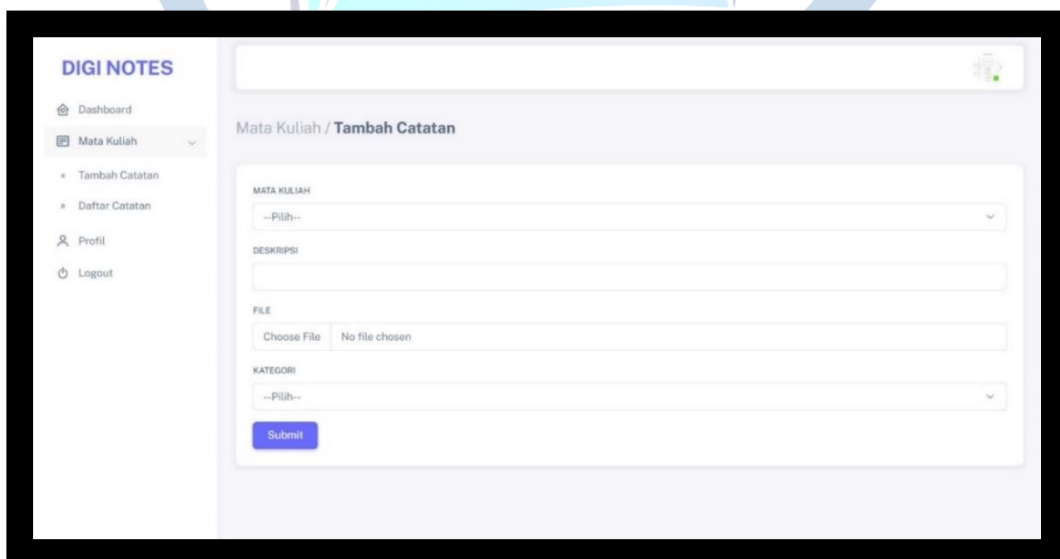 DIGI NOTES
Dashboard
Mata Kuliah
Tambah Catatan
Daftar Catatan
Profil
Logout
Mata Kuliah / Tambah Catatan
MATA KULIAH
--Pilih--
DESKRIPSI
FILE
Choose File No file chosen
KATEGORI
--Pilih--
Submit